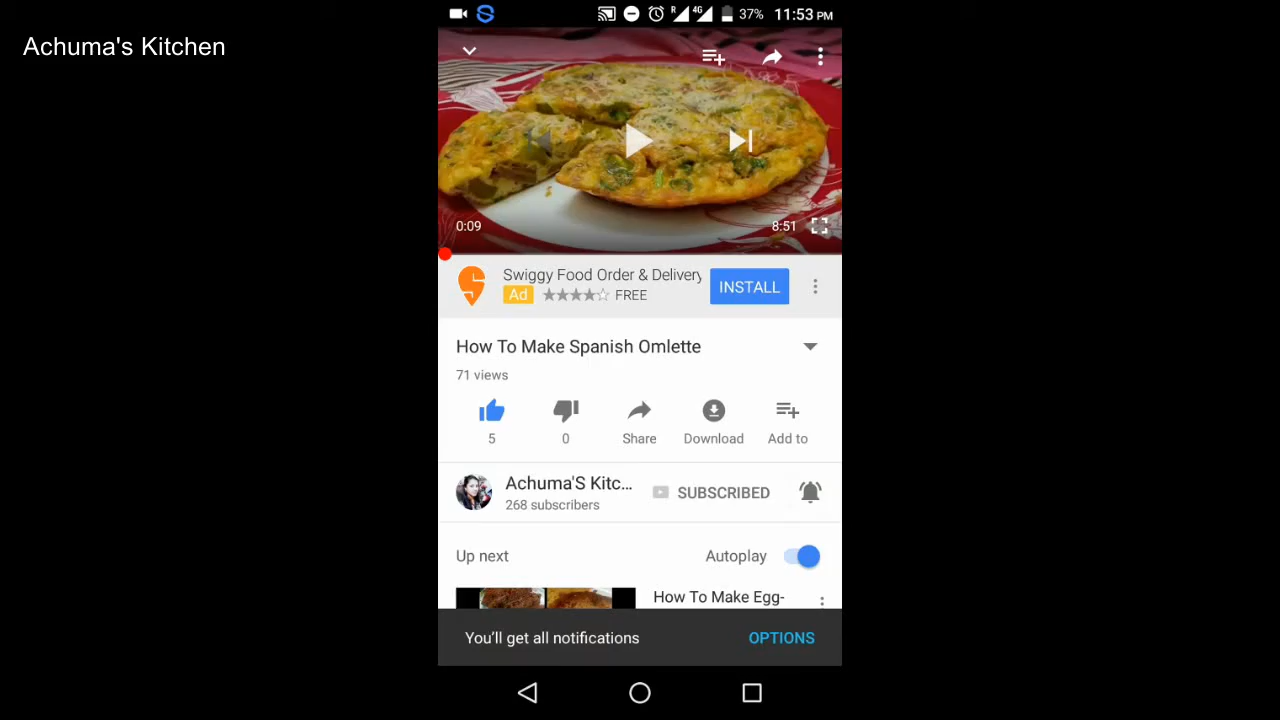 Achuma's Kitchen
R 4G 37% 11:53 PM
0:09 8:51
Swiggy Food Order & Delivery
Ad FREE INSTALL
How To Make Spanish Omlette
71 views
5 0 Share Download Add to
Achuma'S Kitc... SUBSCRIBED
268 subscribers
Up next Autoplay
How To Make Egg-
You'll get all notifications OPTIONS